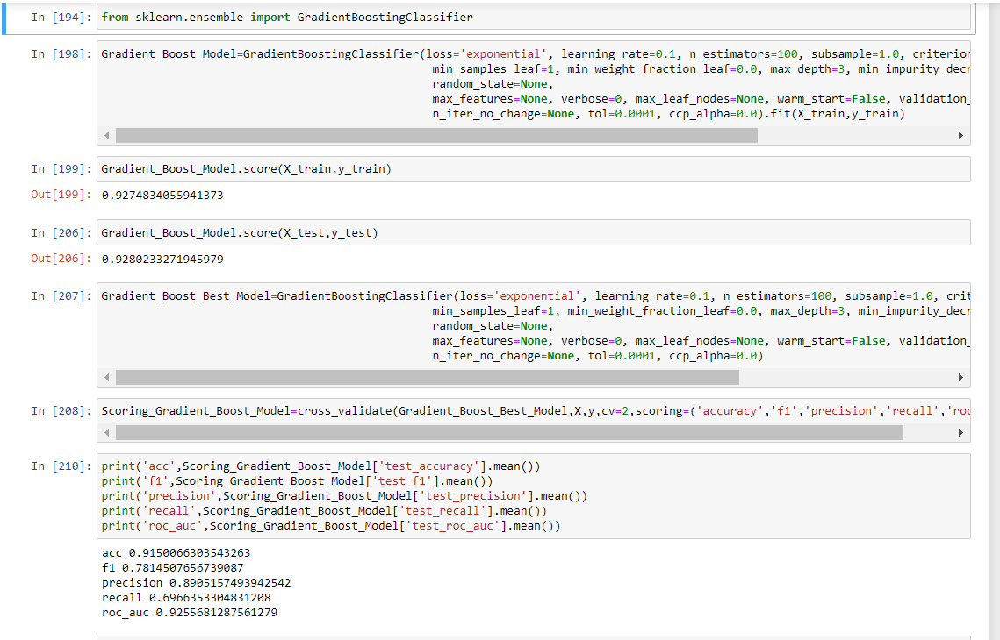 In [194]: from sklearn.ensemble import GradientBoostingClassifier
In [198]: Gradient_Boost_Model=GradientBoostingClassifier(loss='exponential', learning_rate=0.1, n_estimators=100, subsample=1.0, criterion
min_samples_leaf=1, min_weight_fraction_leaf=0.0, max_depth=3, min_impurity_decr
random_state=None,
max_features=None, verbose=0, max_leaf_nodes=None, warm_start=False, validation_
n_iter_no_change=None, tol=0.0001, ccp_alpha=0.0).fit(X_train,y_train)
In [199]: Gradient_Boost_Model.score(X_train,y_train)
Out[199]: 0.9274834055941373
In [206]: Gradient_Boost_Model.score(X_test,y_test)
Out[206]: 0.9280233271945979
In [207]: Gradient_Boost_Best_Model=GradientBoostingClassifier(loss='exponential', learning_rate=0.1, n_estimators=100, subsample=1.0, crit
min_samples_leaf=1, min_weight_fraction_leaf=0.0, max_depth=3, min_impurity_decr
random_state=None,
max_features=None, verbose=0, max_leaf_nodes=None, warm_start=False, validation_
n_iter_no_change=None, tol=0.0001, ccp_alpha=0.0)
In [208]: Scoring_Gradient_Boost_Model=cross_validate(Gradient_Boost_Best_Model,X,y,cv=2,scoring=('accuracy','f1','precision','recall','roc
In [210]: print('acc',Scoring_Gradient_Boost_Model['test_accuracy'].mean())
print('f1',Scoring_Gradient_Boost_Model['test_f1'].mean())
print('precision',Scoring_Gradient_Boost_Model['test_precision'].mean())
print('recall',Scoring_Gradient_Boost_Model['test_recall'].mean())
print('roc_auc',Scoring_Gradient_Boost_Model['test_roc_auc'].mean())
acc 0.9150066303543263
f1 0.7814507656739087
precision 0.8905157493942542
recall 0.6966353304831208
roc_auc 0.9255681287561279